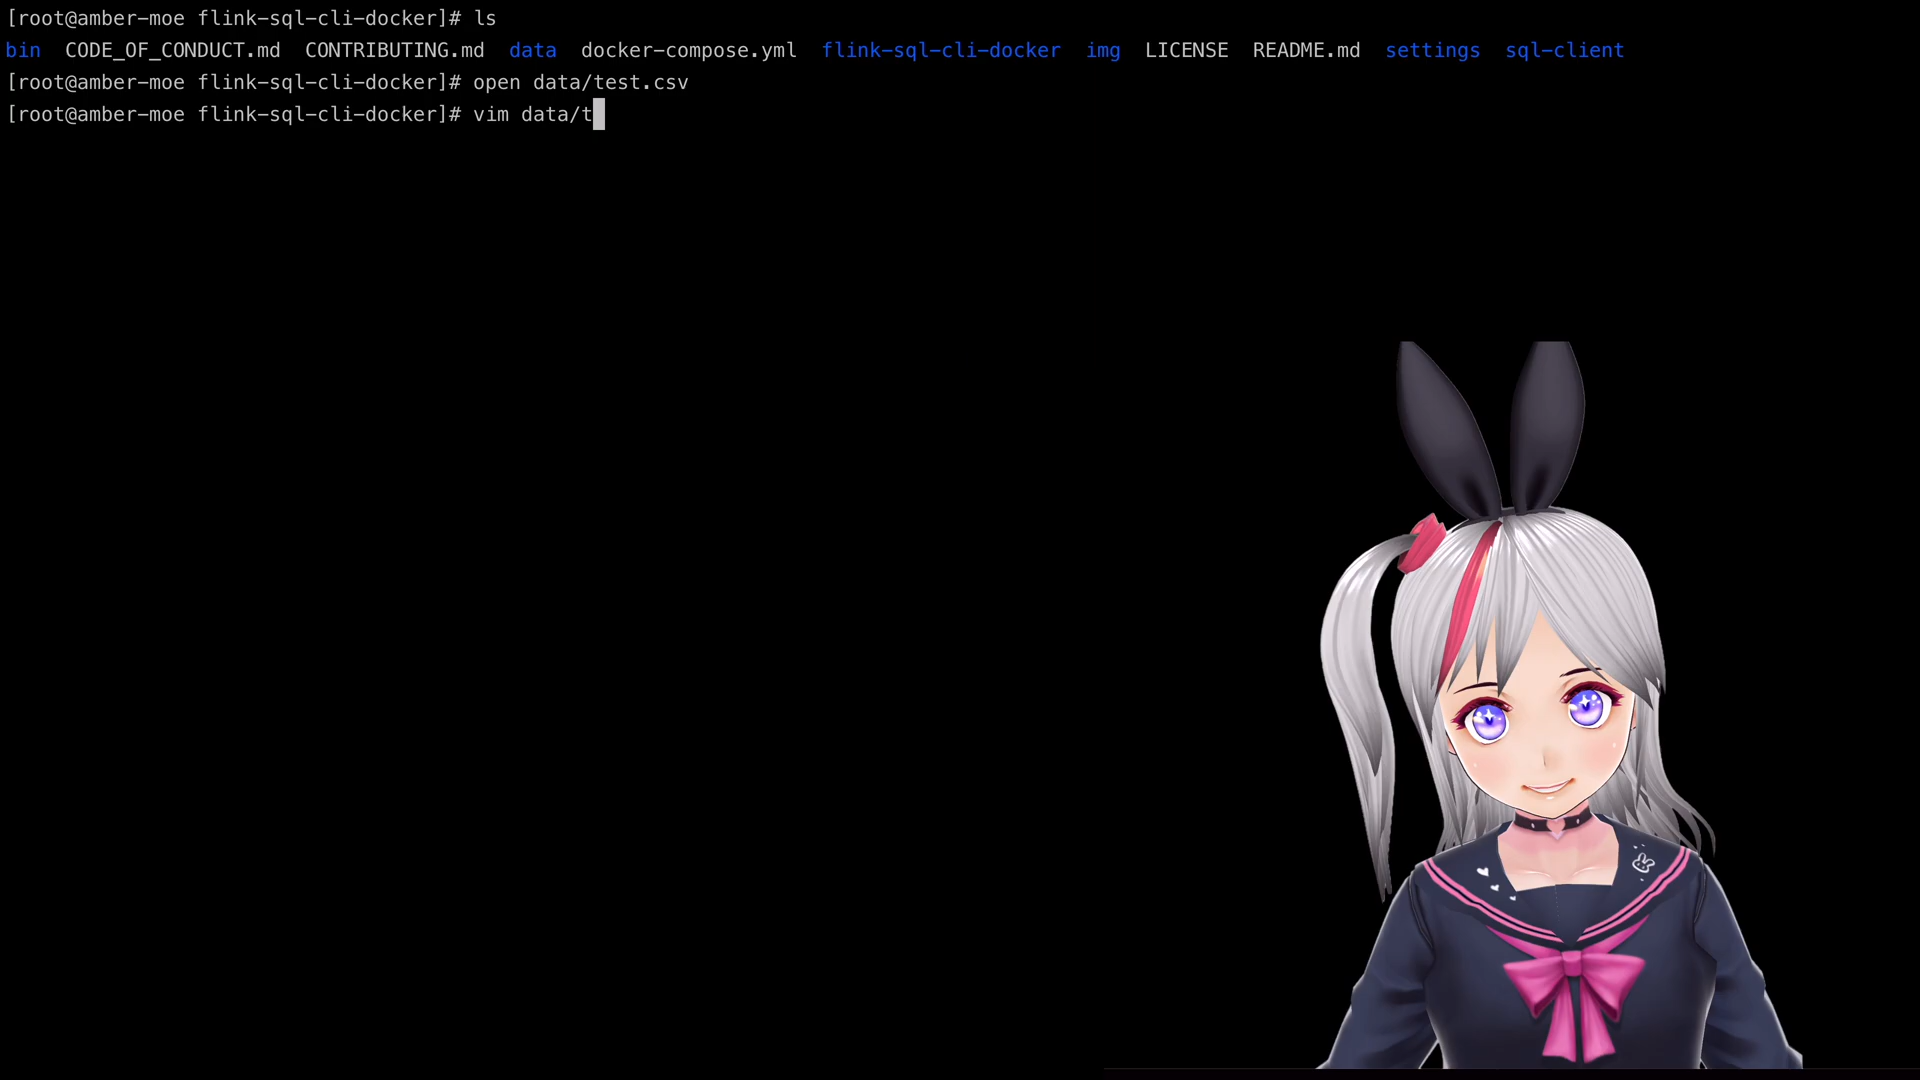 [root@amber-moe flink-sql-cli-docker]# ls
bin  CODE_OF_CONDUCT.md  CONTRIBUTING.md  data  docker-compose.yml  flink-sql-cli-docker  img  LICENSE  README.md  settings  sql-client
[root@amber-moe flink-sql-cli-docker]# open data/test.csv
[root@amber-moe flink-sql-cli-docker]# vim data/t